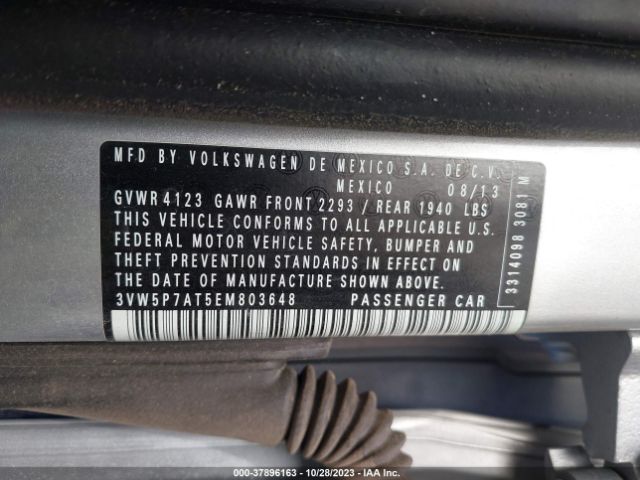 MFD BY VOLKSWAGEN DE MEXICO S.A. DE C.V.
MEXICO 08/13
GVWR 4123 GAWR FRONT 2293 / REAR 1940 LBS
THIS VEHICLE CONFORMS TO ALL APPLICABLE U.S.
FEDERAL MOTOR VEHICLE SAFETY, BUMPER AND
THEFT PREVENTION STANDARDS IN EFFECT ON
THE DATE OF MANUFACTURE SHOWN ABOVE.
3VW5P7AT5EM803648 PASSENGER CAR
3314098 3081 M
000-37896163 - 10/28/2023 - IAA Inc.